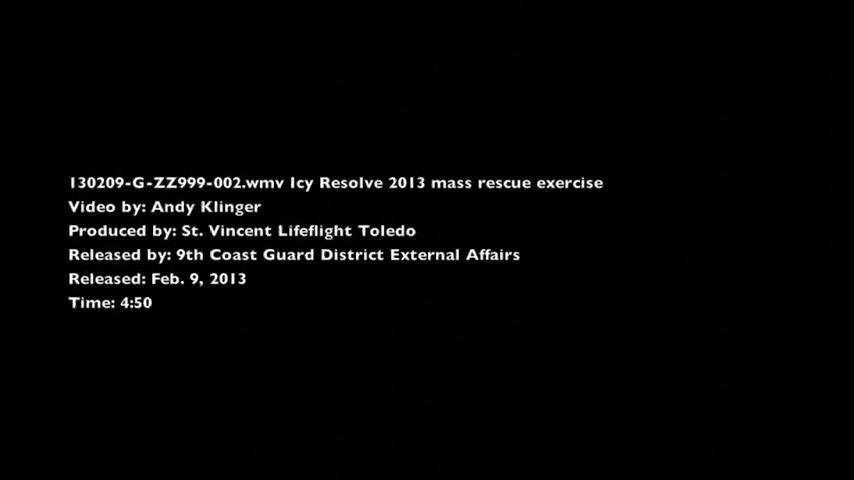 130209-G-ZZ999-002.wmv Icy Resolve 2013 mass rescue exercise
Video by: Andy Klinger
Produced by: St. Vincent Lifeflight Toledo
Released by: 9th Coast Guard District External Affairs
Released: Feb. 9, 2013
Time: 4:50